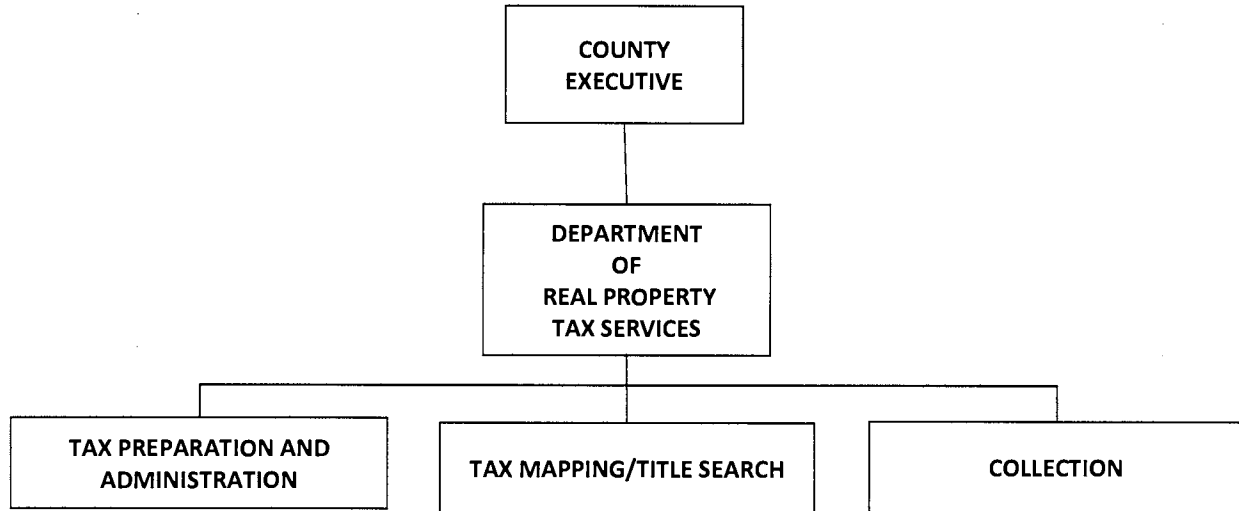 COUNTY
EXECUTIVE
DEPARTMENT
OF
REAL PROPERTY
TAX SERVICES
TAX PREPARATION AND
ADMINISTRATION
TAX MAPPING/TITLE SEARCH
COLLECTION